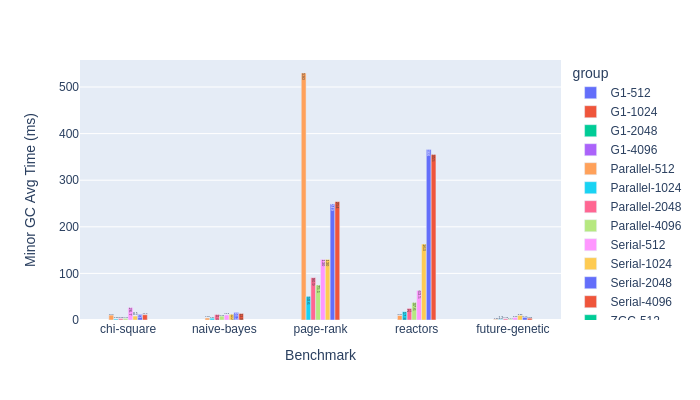 group
G1-512
G1-1024
G1-2048
G1-4096
Parallel-512
Parallel-1024
Parallel-2048
Parallel-4096
Serial-512
Serial-1024
Serial-2048
Serial-4096
ZGC-512
500
400
300
200
100
0
Minor GC Avg Time (ms)
chi-square naive-bayes page-rank reactors future-genetic
Benchmark